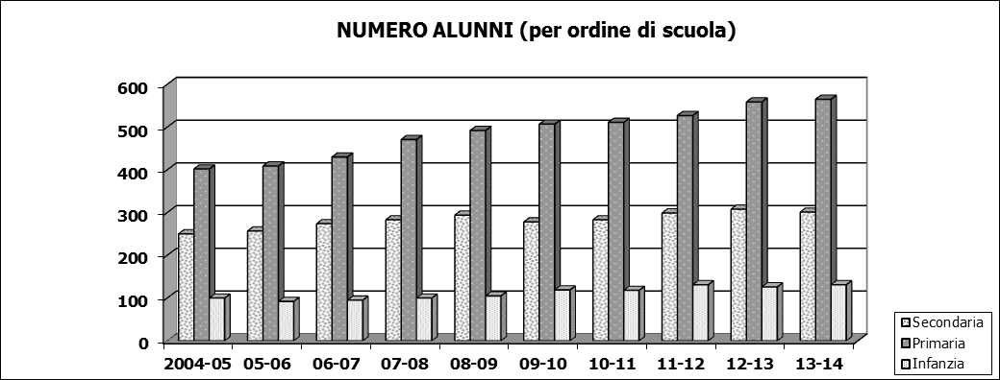 NUMERO ALUNNI (per ordine di scuola)
600
500
400
300
200
100
0
2004-05 05-06 06-07 07-08 08-09 09-10 10-11 11-12 12-13 13-14
Secondaria
Primaria
Infanzia